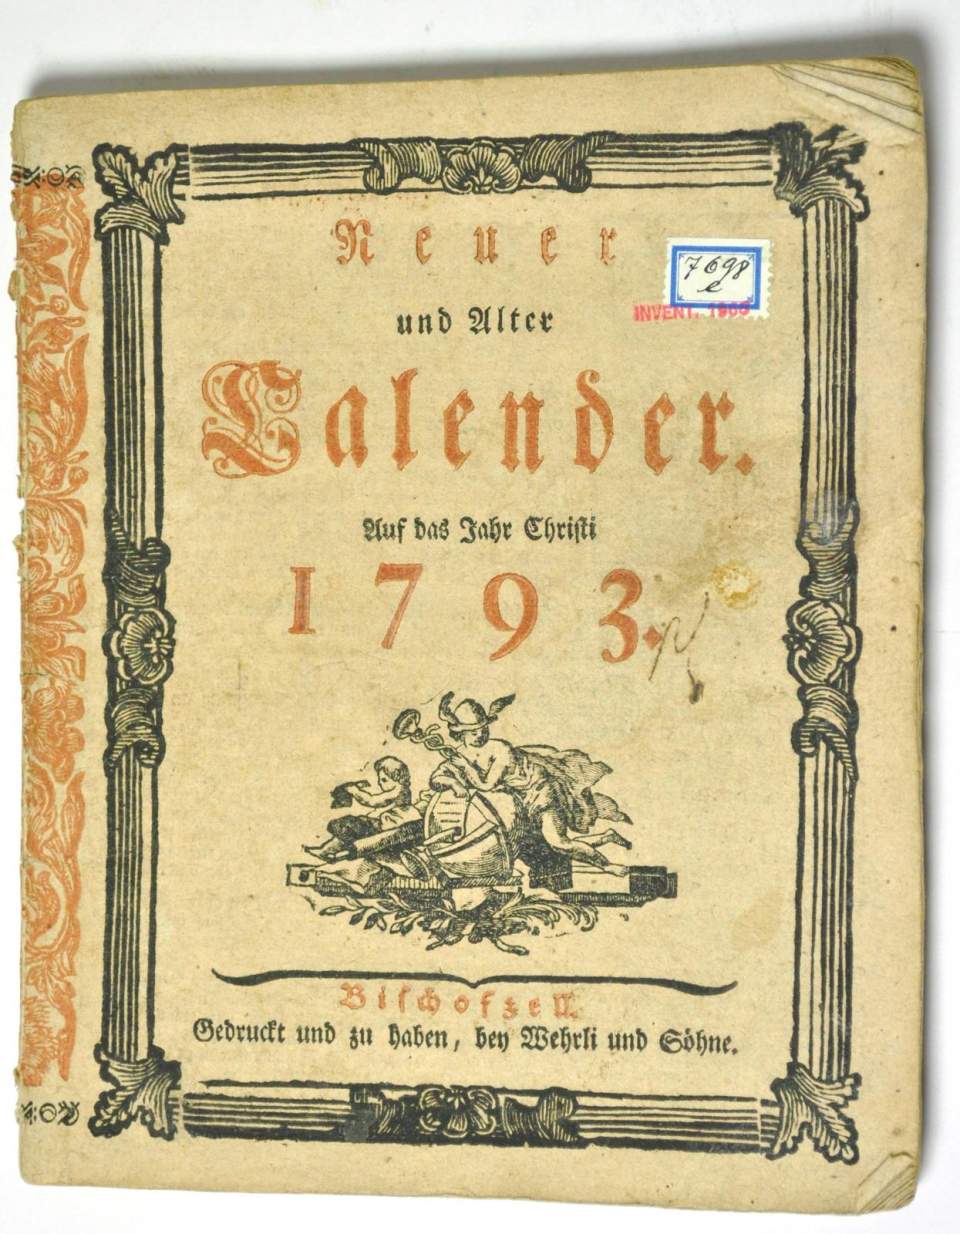 Neuer
und Alter
Calender.
Auf das Jahr Christi
1793.
Bischofzell.
Gedruckt und zu haben, bey Wehrli und Söhne.
7698
e
INVENT. 1965